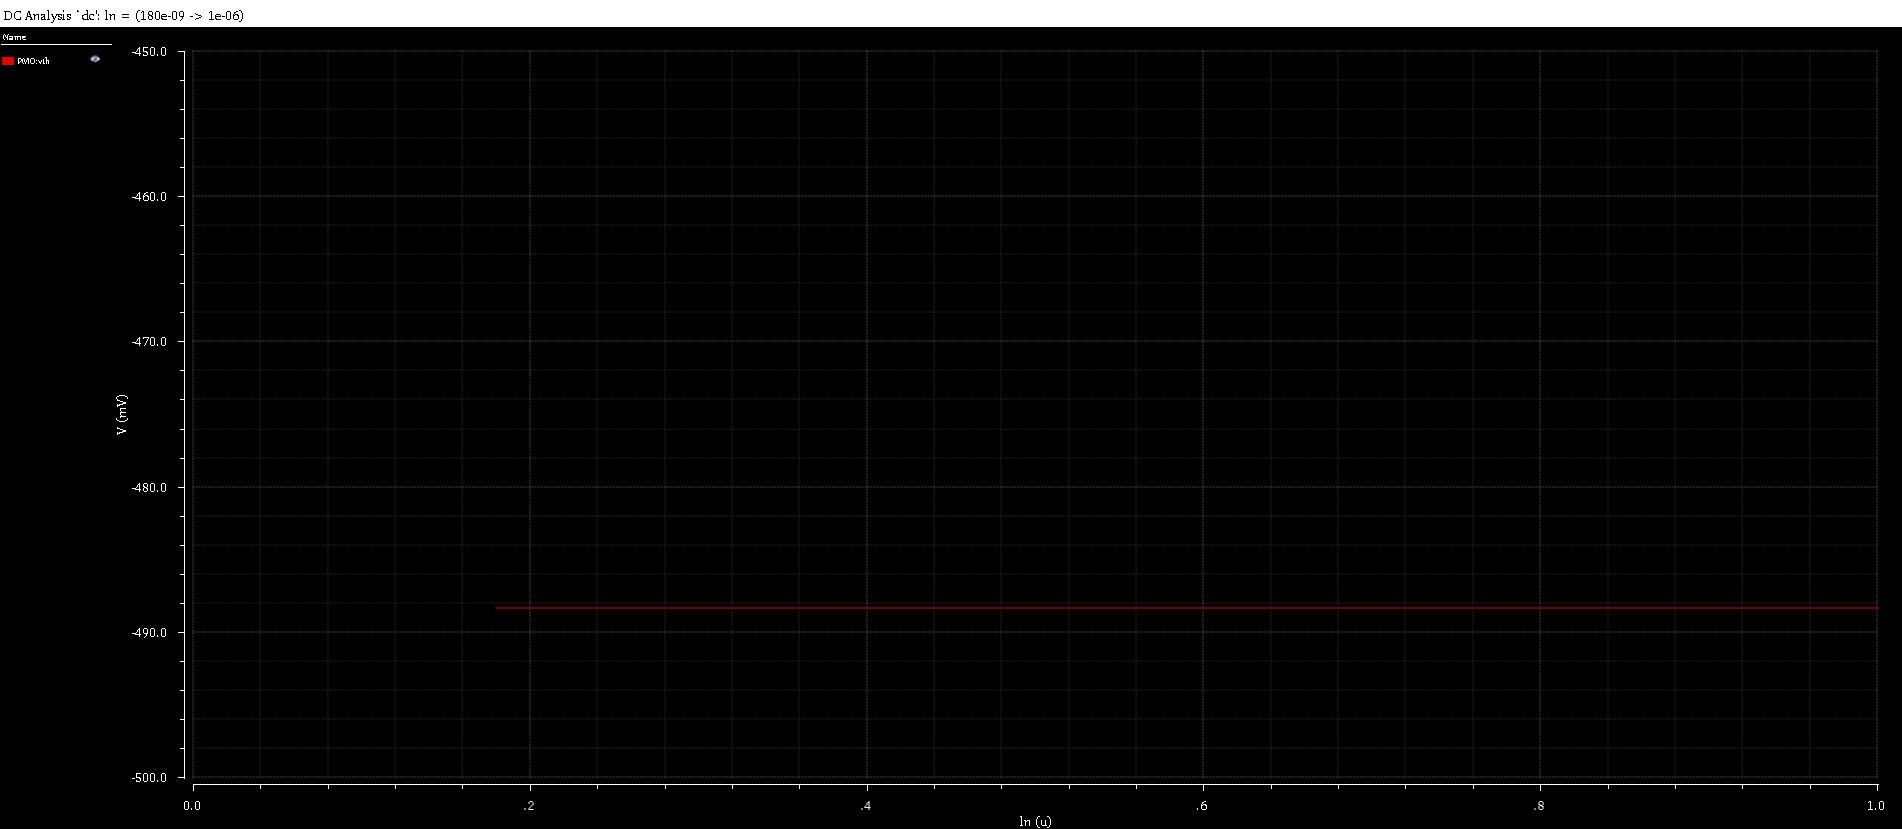 DC Analysis `dc': ln = (180e-09 -> 1e-06)
Name
PM0:vth
-450.0
-460.0
-470.0
-480.0
-490.0
-500.0
V (mV)
0.0 .2 .4 .6 .8 1.0
ln (u)